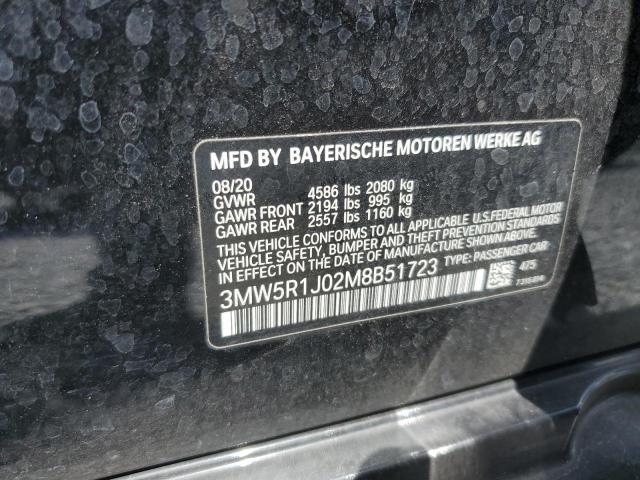 MFD BY BAYERISCHE MOTOREN WERKE AG
08/20
GVWR 4586 lbs 2080 kg
GAWR FRONT 2194 lbs 995 kg
GAWR REAR 2557 lbs 1160 kg
THIS VEHICLE CONFORMS TO ALL APPLICABLE U.S. FEDERAL MOTOR
VEHICLE SAFETY, BUMPER AND THEFT PREVENTION STANDARDS
IN EFFECT ON THE DATE OF MANUFACTURE SHOWN ABOVE.
3MW5R1J02M8B51723 TYPE: PASSENGER CAR
475